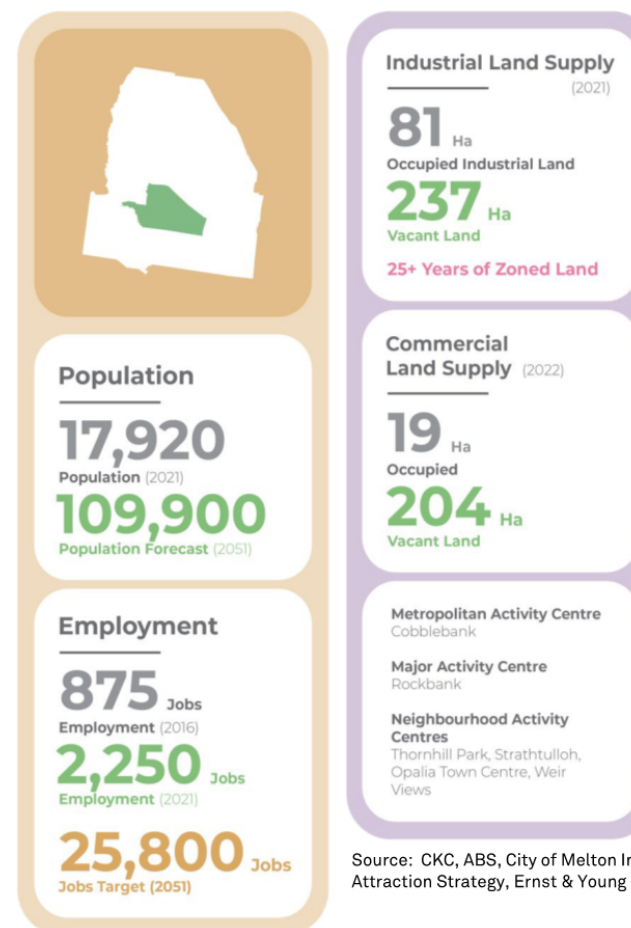 Population
17,920
Population (2021)
109,900
Population Forecast (2051)
Employment
875 Jobs
Employment (2016)
2,250 Jobs
Employment (2021)
25,800 Jobs
Jobs Target (2051)
Industrial Land Supply
(2021)
81 Ha
Occupied Industrial Land
237 Ha
Vacant Land
25+ Years of Zoned Land
Commercial
Land Supply (2022)
19 Ha
Occupied
204 Ha
Vacant Land
Metropolitan Activity Centre
Cobblebank
Major Activity Centre
Rockbank
Neighbourhood Activity
Centres
Thornhill Park, Strathtulloh,
Opalia Town Centre, Weir
Views
Source: CKC, ABS, City of Melton
Attraction Strategy, Ernst & Young